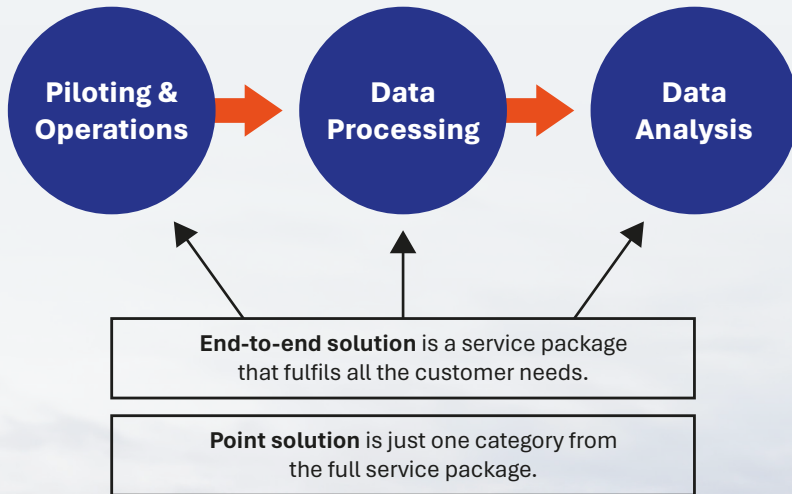 Piloting &
Operations
Data
Processing
Data
Analysis
End-to-end solution is a service package
that fulfils all the customer needs.
Point solution is just one category from
the full service package.